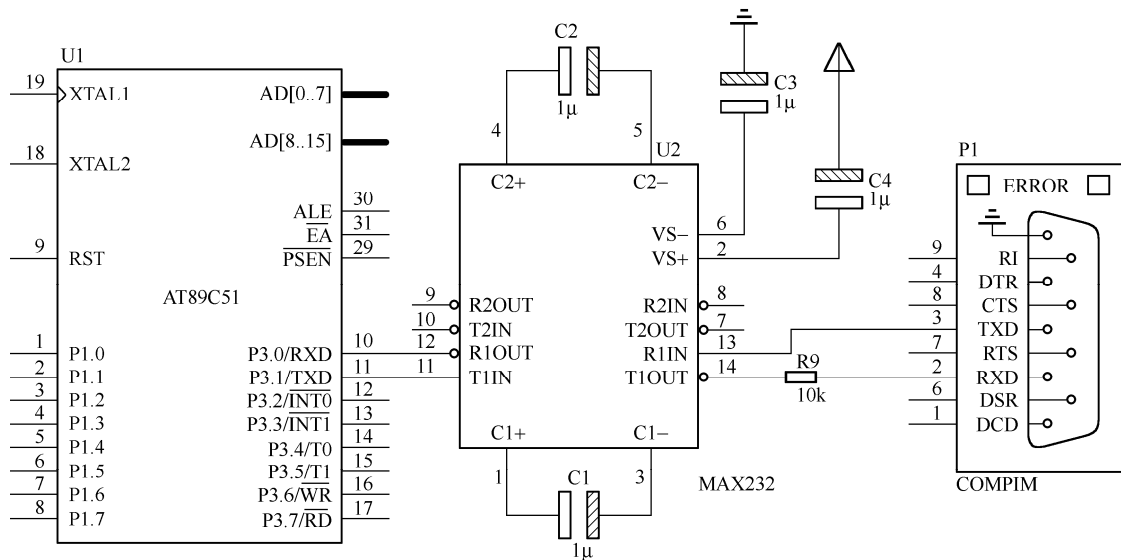 U1
19
XTAL1
AD[0..7]
AD[8..15]
18
XTAL2
ALE
30
EA
31
PSEN
29
9
RST
AT89C51
1
P1.0
P3.0/RXD
10
2
P1.1
P3.1/TXD
11
3
P1.2
P3.2/INT0
12
4
P1.3
P3.3/INT1
13
5
P1.4
P3.4/T0
14
6
P1.5
P3.5/T1
15
7
P1.6
P3.6/WR
16
8
P1.7
P3.7/RD
17
C2
1μ
4
5
U2
C2+
C2−
VS−
6
VS+
2
9
R2OUT
R2IN
8
10
T2IN
T2OUT
7
12
R1OUT
R1IN
13
11
T1IN
T1OUT
14
C1+
C1−
1
3
C1
1μ
MAX232
C3
1μ
C4
1μ
R9
10k
P1
ERROR
9
RI
4
DTR
8
CTS
3
TXD
7
RTS
2
RXD
6
DSR
1
DCD
COMPIM